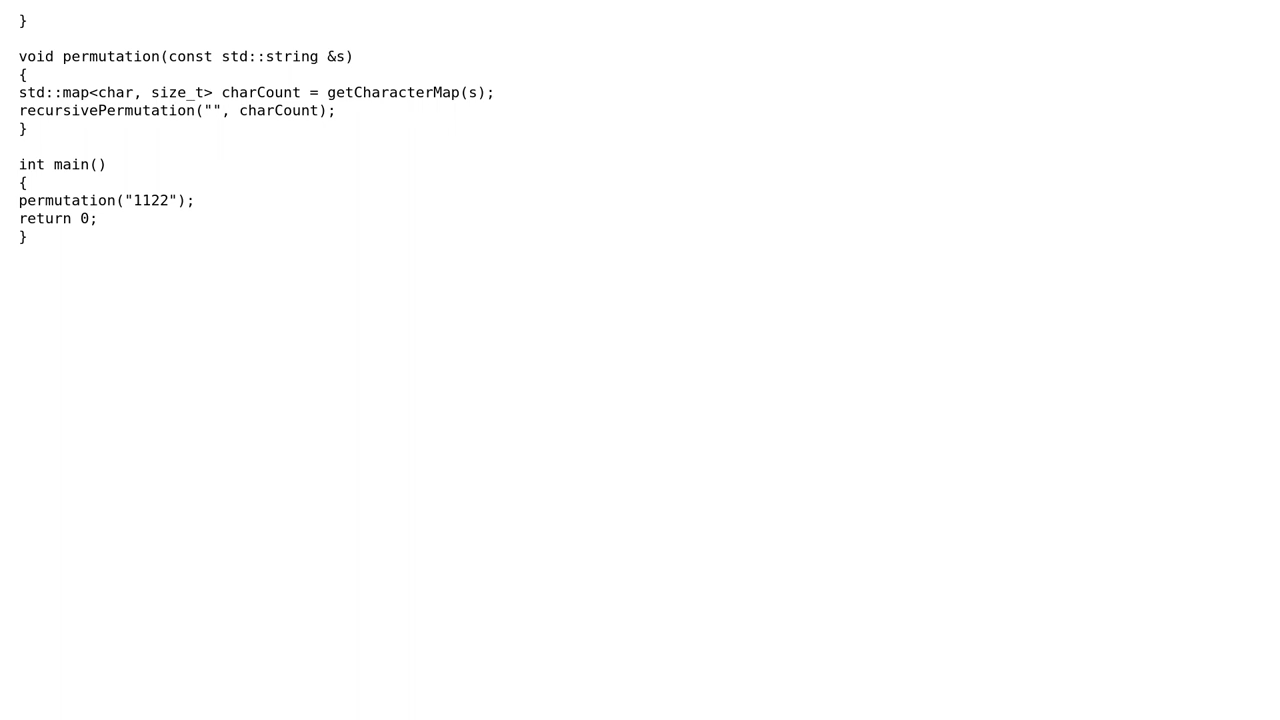 }
void permutation(const std::string &s)
{
std::map<char, size_t> charCount = getCharacterMap(s);
recursivePermutation("", charCount);
}
int main()
{
permutation("1122");
return 0;
}